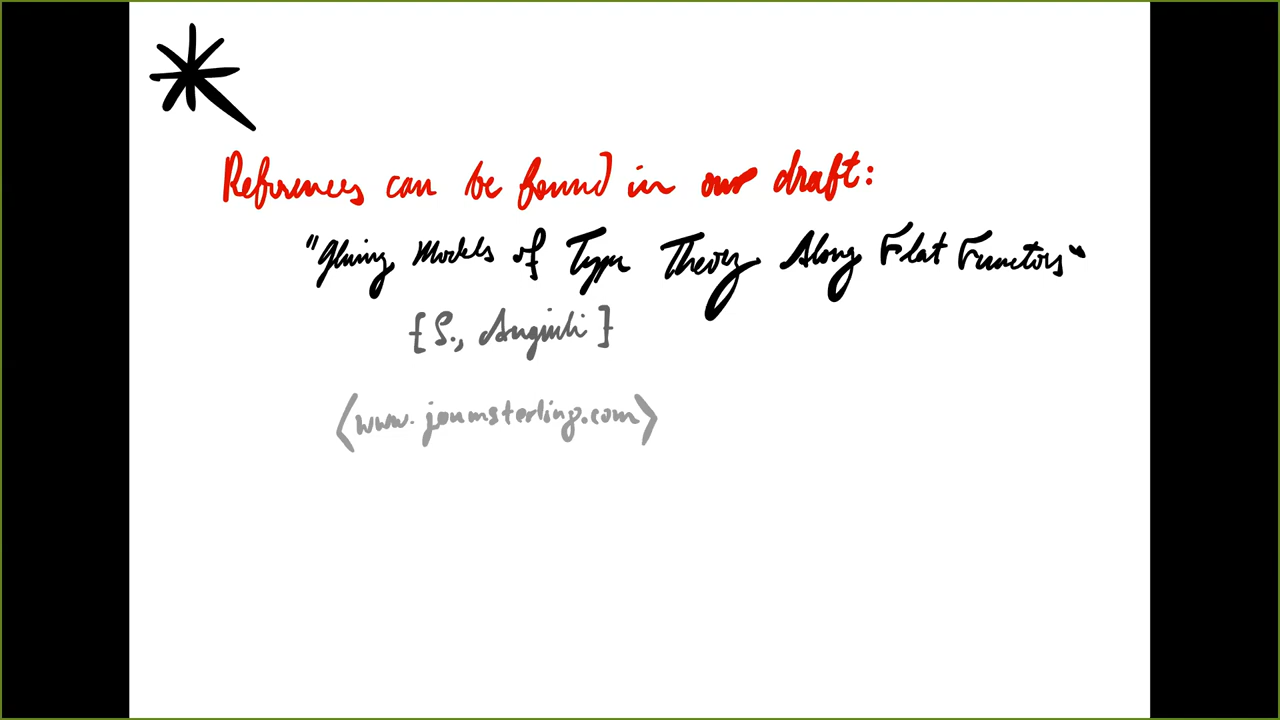 References can be found in our draft:
"Gluing Models of Type Theory Along Flat Functors"
{S., Angiuli}
<www.jonmsterling.com>